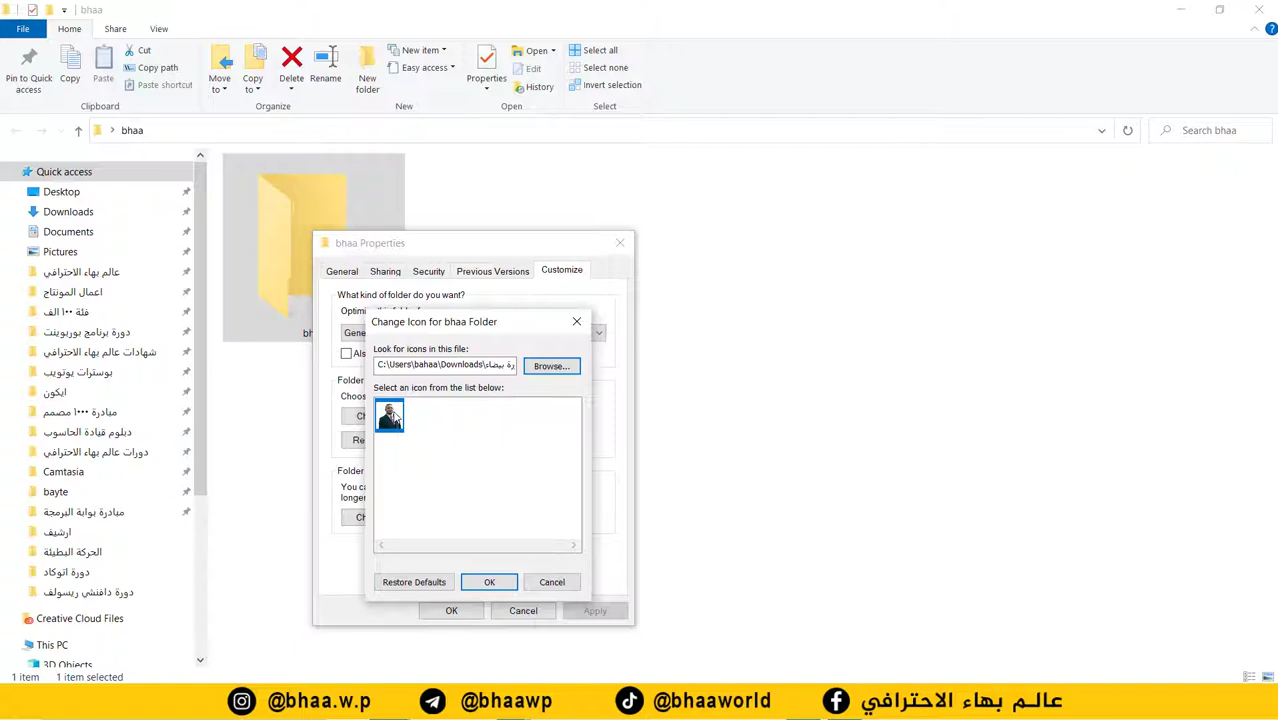 bhaa
File
Home
Share
View
Pin to Quick access
Copy
Paste
Cut
Copy path
Paste shortcut
Clipboard
Move to
Copy to
Delete
Rename
Organize
New folder
New item
Easy access
New
Properties
Open
Edit
History
Open
Select all
Select none
Invert selection
Select
bhaa
Search bhaa
Quick access
Desktop
Downloads
Documents
Pictures
عالم بهاء الاحترافي
اعمال المونتاج
فئة ١٠٠ الف
دورة برنامج بوربوينت
شهادات عالم بهاء الاحترافي
بوسترات يوتيوب
ايكون
مبادرة ١٠٠٠ مصمم
دبلوم قيادة الحاسوب
دورات عالم بهاء الاحترافي
Camtasia
bayte
مبادرة بوابة البرمجة
ارشيف
الحركة البطيئة
دورة اتوكاد
دورة دافنشي ريسولف
Creative Cloud Files
This PC
3D Objects
bhaa Properties
General
Sharing
Security
Previous Versions
Customize
What kind of folder do you want?
Change Icon for bhaa Folder
Look for icons in this file:
C:\Users\bahaa\Downloads\
بيضاء
Browse...
Select an icon from the list below:
Folder
Folder
You ca
longer
Restore Defaults
OK
Cancel
OK
Cancel
Apply
1 item
1 item selected
@bhaa.w.p
@bhaawp
@bhaaworld
عالم بهاء الاحترافي